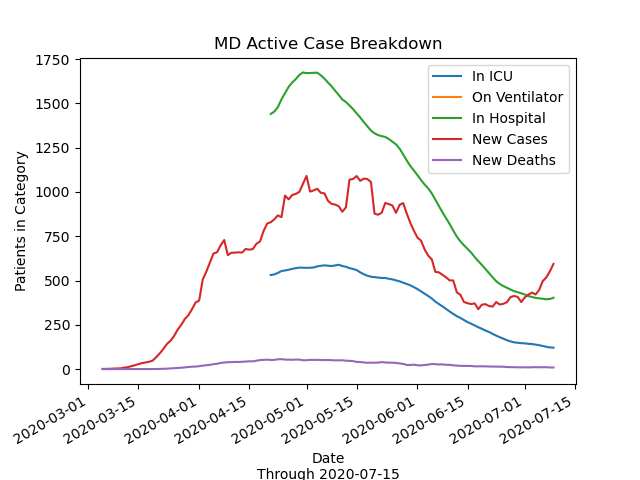 MD Active Case Breakdown
1750
1500
1250
1000
750
500
250
0
Patients in Category
In ICU
On Ventilator
In Hospital
New Cases
New Deaths
2020-03-01
2020-03-15
2020-04-01
2020-04-15
2020-05-01
2020-05-15
2020-06-01
2020-06-15
2020-07-01
2020-07-15
Date
Through 2020-07-15